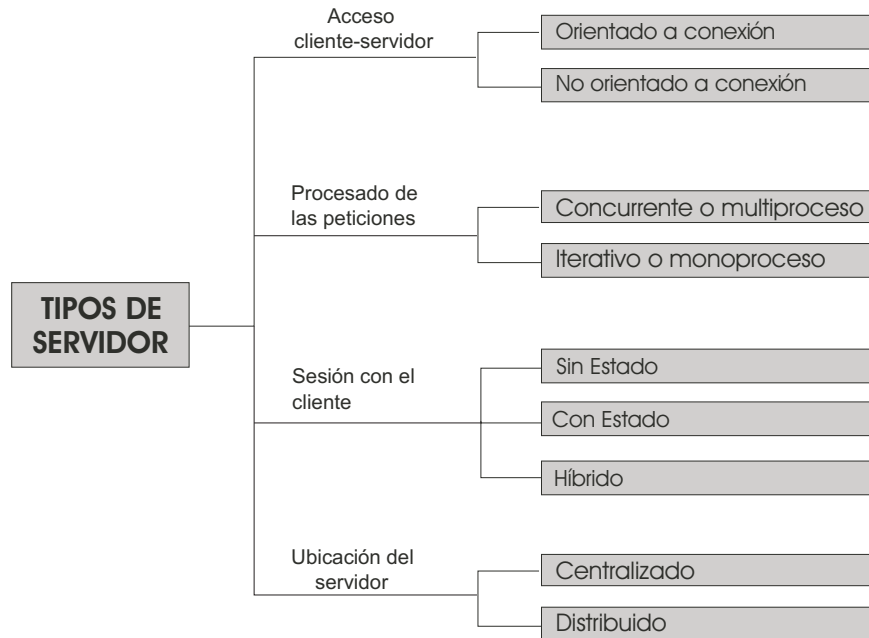 Acceso
cliente-servidor
Orientado a conexión
No orientado a conexión
Procesado de
las peticiones
Concurrente o multiproceso
Iterativo o monoproceso
TIPOS DE
SERVIDOR
Sesión con el
cliente
Sin Estado
Con Estado
Híbrido
Ubicación del
servidor
Centralizado
Distribuido